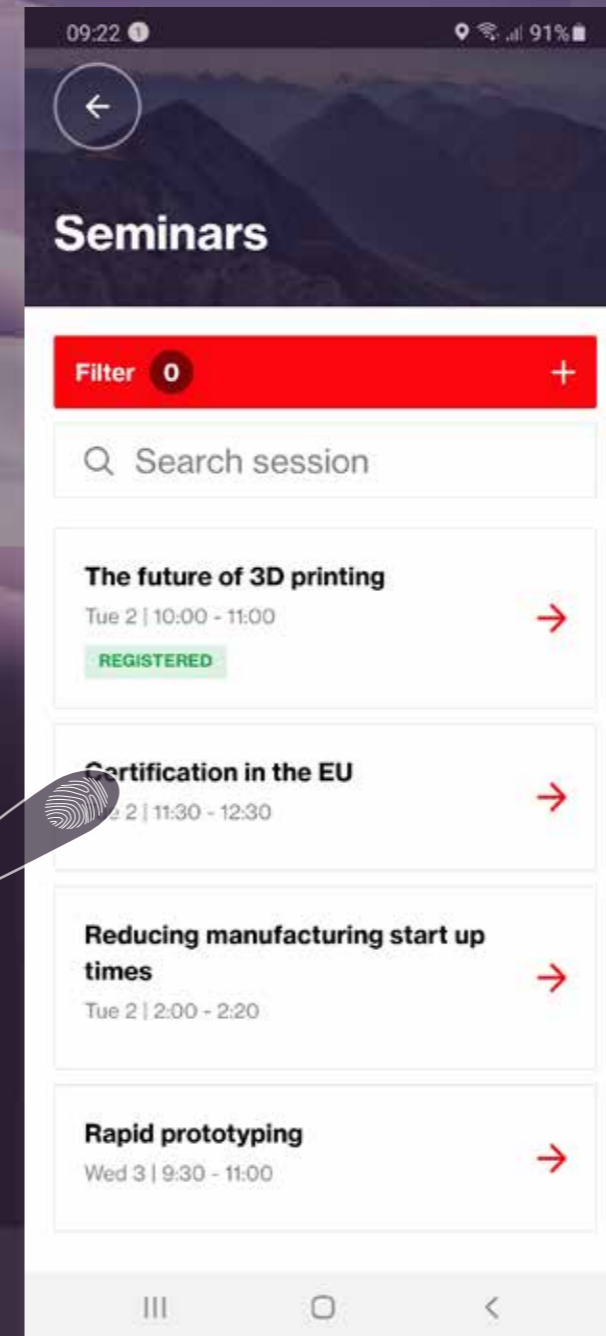 09:22 1
91%
Seminars
Filter 0 +
Search session
The future of 3D printing
Tue 2 | 10:00 - 11:00
REGISTERED
Certification in the EU
2 | 11:30 - 12:30
Reducing manufacturing start up
times
Tue 2 | 2:00 - 2:20
Rapid prototyping
Wed 3 | 9:30 - 11:00